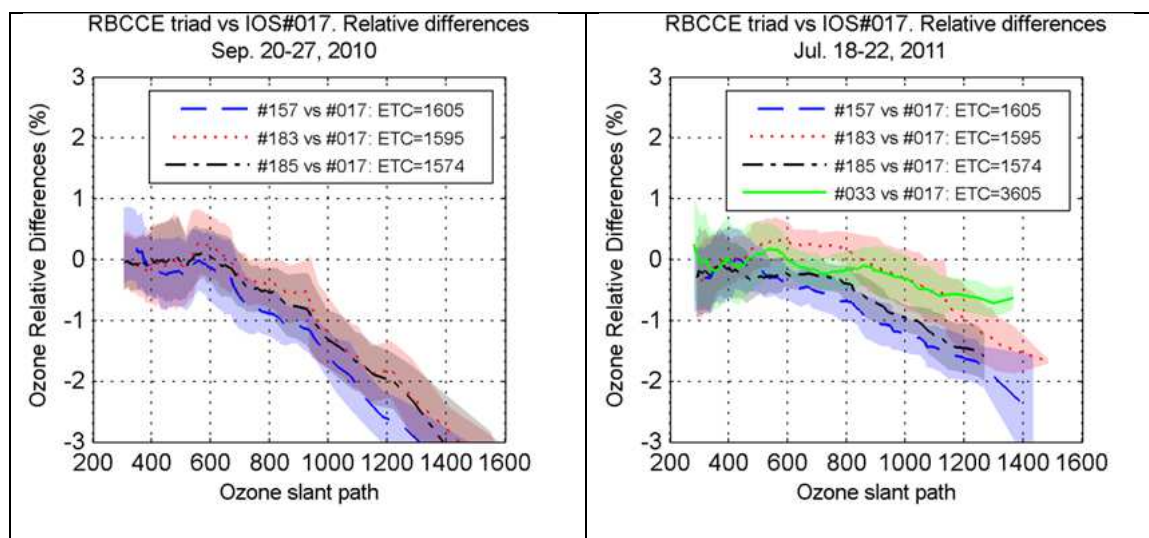 RBCCE triad vs IOS#017. Relative differences
Sep. 20-27, 2010
#157 vs #017: ETC=1605
#183 vs #017: ETC=1595
#185 vs #017: ETC=1574
Ozone Relative Differences (%)
3
2
1
0
-1
-2
-3
200 400 600 800 1000 1200 1400 1600
Ozone slant path
RBCCE triad vs IOS#017. Relative differences
Jul. 18-22, 2011
#157 vs #017: ETC=1605
#183 vs #017: ETC=1595
#185 vs #017: ETC=1574
#033 vs #017: ETC=3605
Ozone Relative Differences (%)
3
2
1
0
-1
-2
-3
200 400 600 800 1000 1200 1400 1600
Ozone slant path